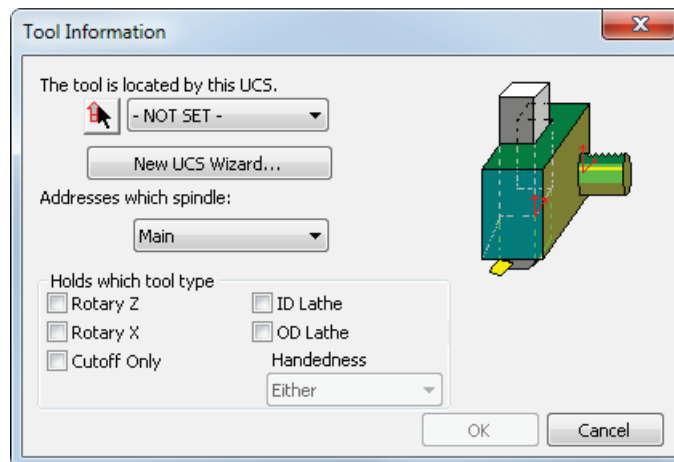 Tool Information
The tool is located by this UCS.
- NOT SET -
New UCS Wizard...
Addresses which spindle:
Main
Holds which tool type
Rotary Z
ID Lathe
Rotary X
OD Lathe
Cutoff Only
Handedness
Either
OK
Cancel